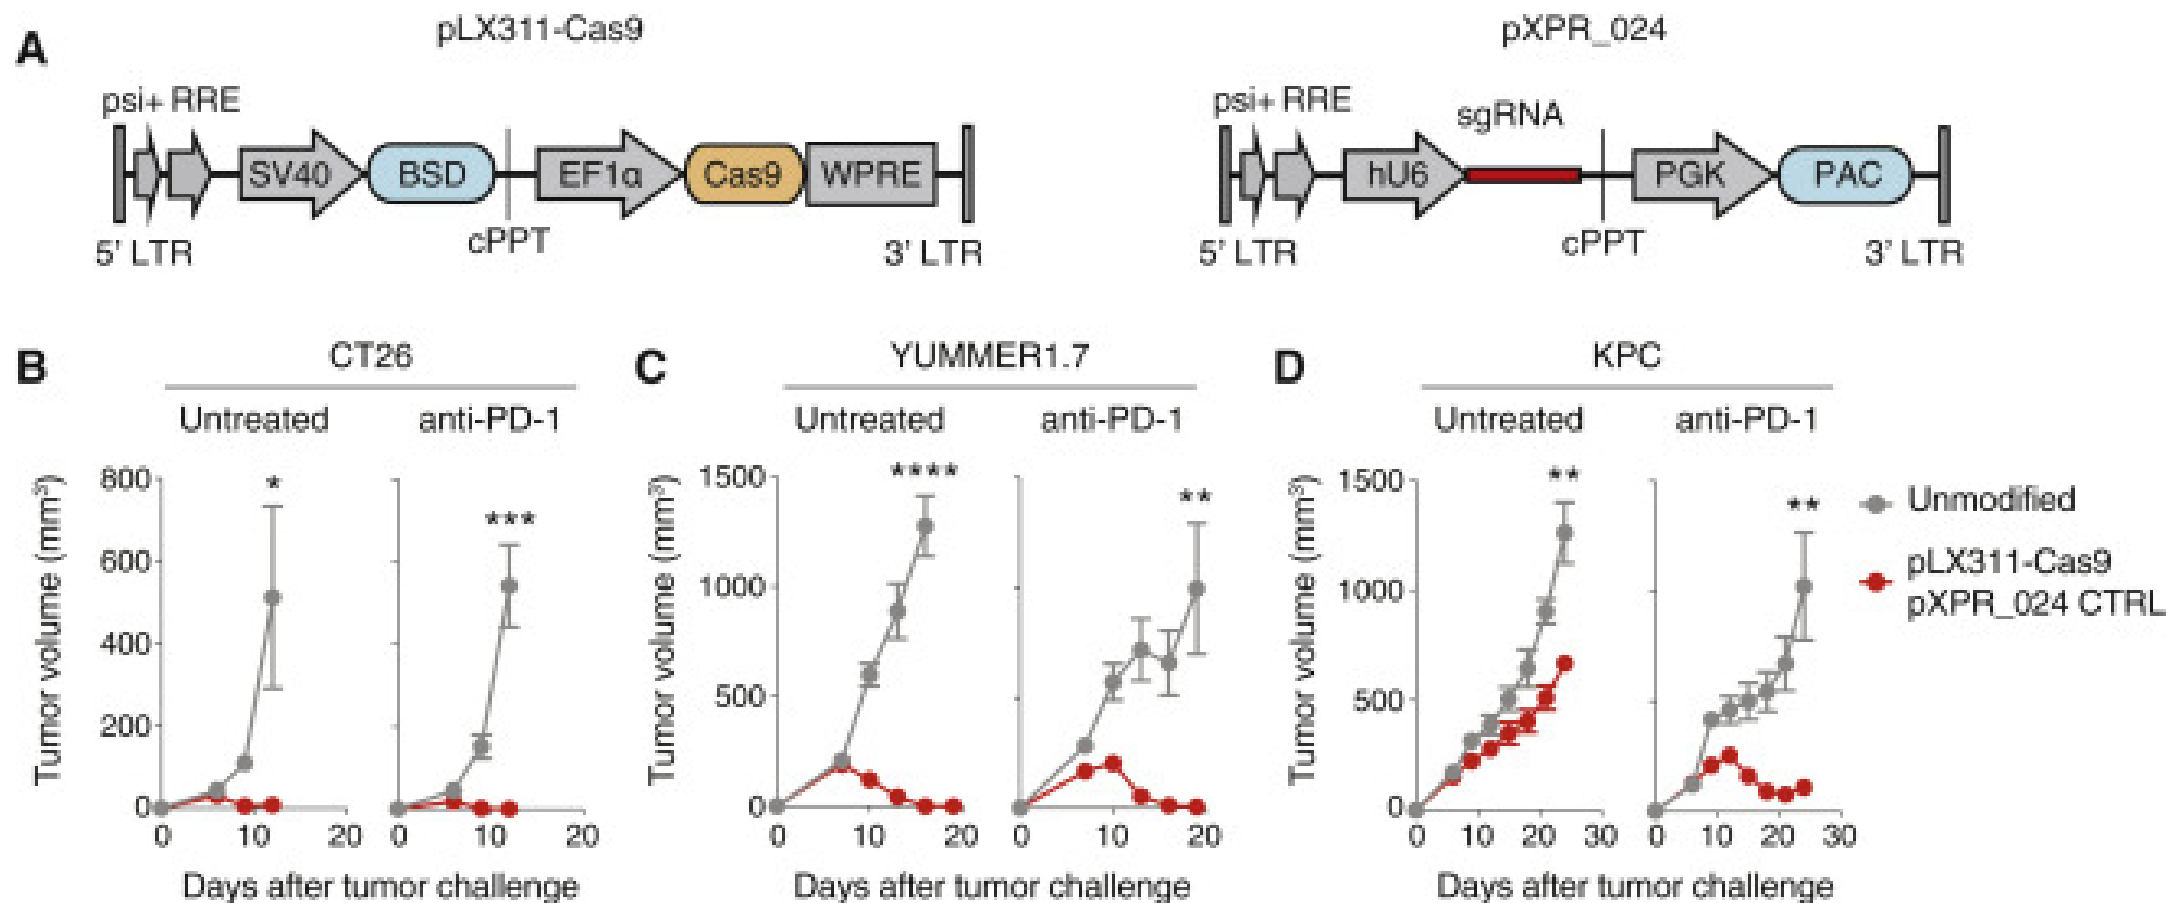 A
pLX311-Cas9
pXPR_024
psi+ RRE
SV40
BSD
EF1α
Cas9
WPRE
5' LTR
cPPT
3' LTR
psi+ RRE
sgRNA
hU6
PGK
PAC
5' LTR
cPPT
3' LTR
B
CT26
Untreated
anti-PD-1
Tumor volume (mm³)
800
600
400
200
0
*
***
0 10 20
0 10 20
Days after tumor challenge
C
YUMMER1.7
Untreated
anti-PD-1
Tumor volume (mm³)
1500
1000
500
0
****
**
0 10 20
0 10 20
Days after tumor challenge
D
KPC
Untreated
anti-PD-1
Tumor volume (mm³)
1500
1000
500
0
**
**
0 10 20 30
0 10 20 30
Days after tumor challenge
Unmodified
pLX311-Cas9
pXPR_024 CTRL